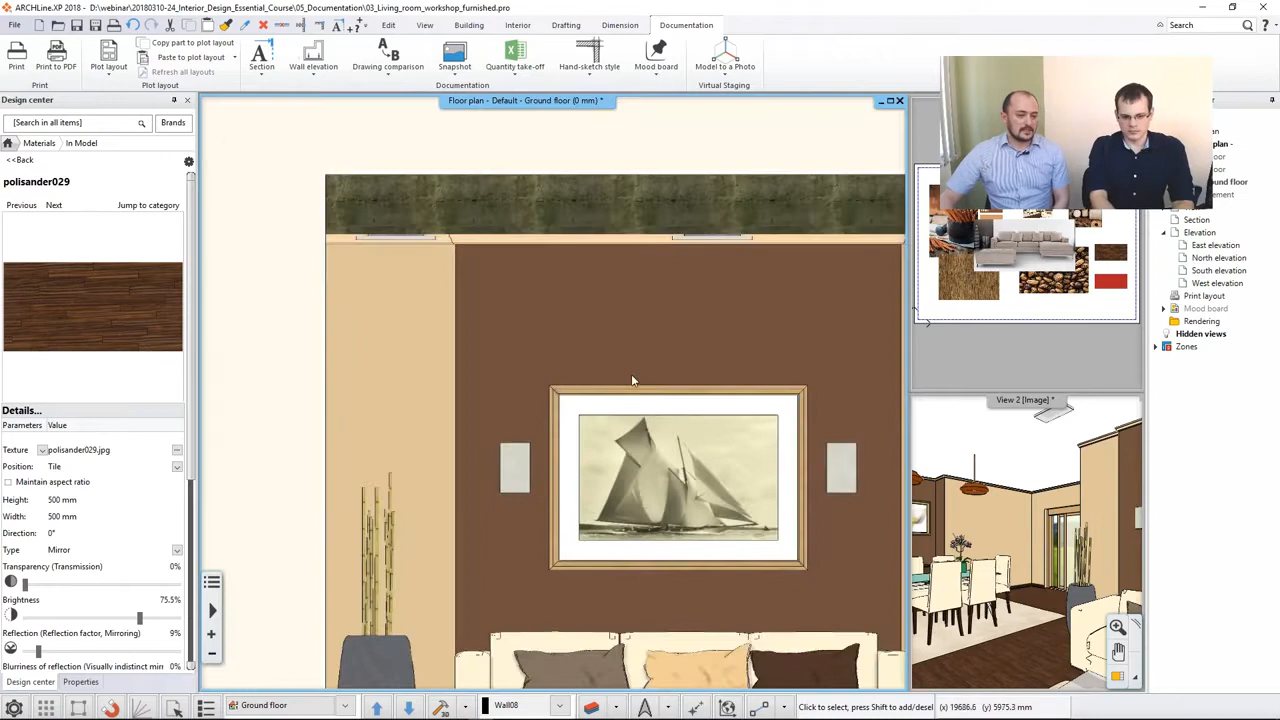 ARCHLine.XP 2018 - D:\webinar\20180310-24_Interior_Design_Essential_Course\05_Documentation\03_Living_room_workshop_furnished.pro
Edit View Building Interior Drafting Dimension Documentation Search
Print Print to PDF Plot layout Copy part to plot layout
Paste to plot layout
Refresh all layouts
Section Wall elevation Drawing comparison Snapshot Quantity take-off Hand-sketch style Mood board Model to a Photo
Print Plot layout Documentation Virtual Staging
Design center
Floor plan - Default - Ground floor (0 mm) *
[Search in all items] Brands
Materials In Model
<<Back
polisander029
Previous Next Jump to category
Details...
Parameters Value
Texture polisander029.jpg
Position: Tile
Maintain aspect ratio
Height: 500 mm
Width: 500 mm
Direction: 0°
Type Mirror
Transparency (Transmission) 0%
Brightness 75.5%
Reflection (Reflection factor, Mirroring) 9%
Blurriness of reflection (Visually indistinct mirr 0%
Design center Properties
Section
Elevation
East elevation
North elevation
South elevation
West elevation
Print layout
Mood board
Rendering
Hidden views
Zones
View 2 [Image] *
Ground floor Wall08 Click to select, press Shift to add/desel (x) 19686.6 (y) 5975.3 mm